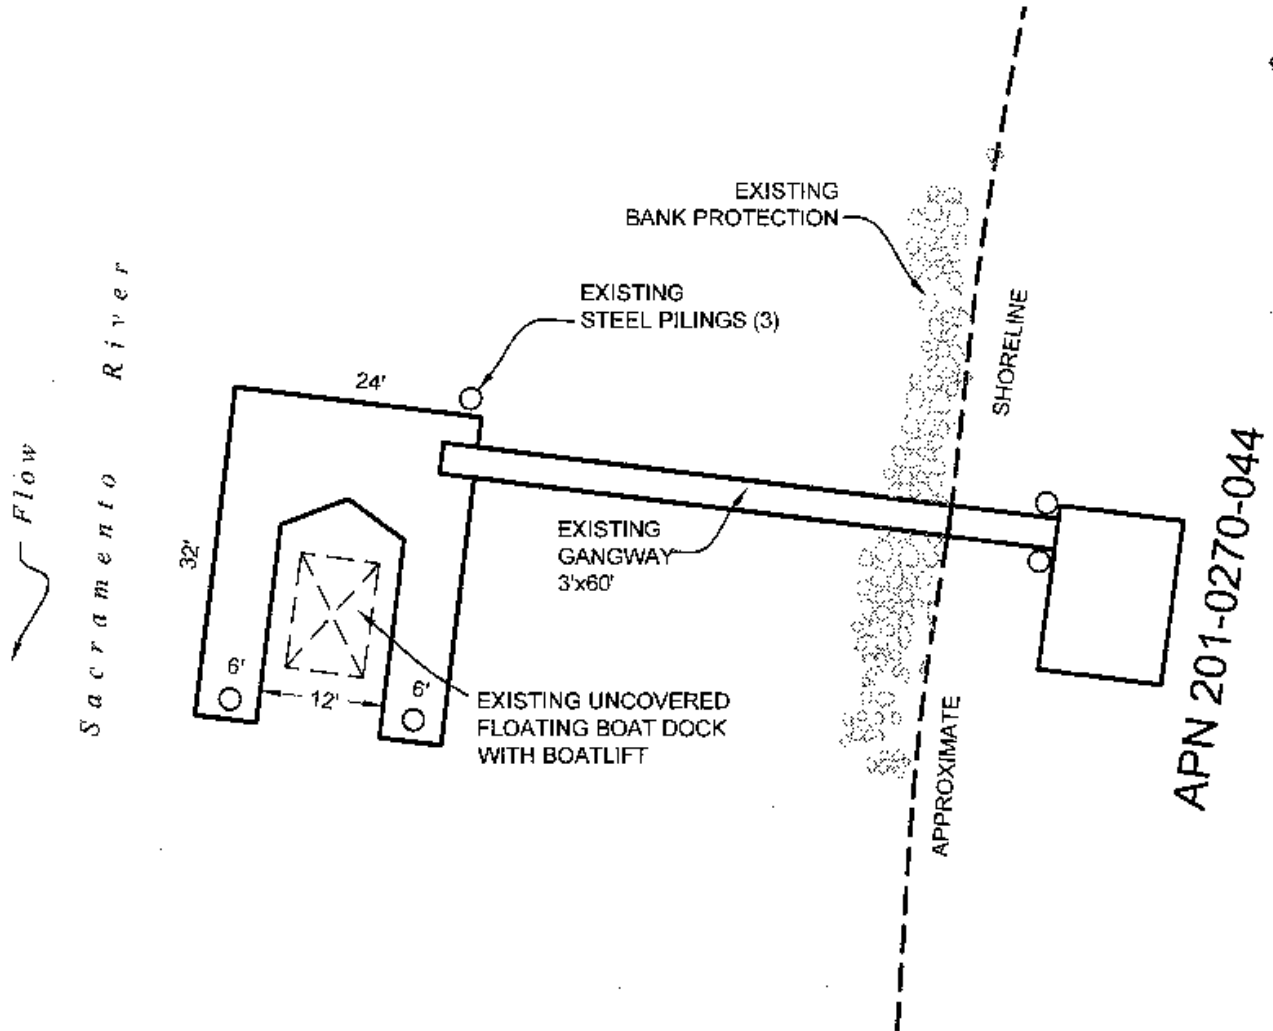 EXISTING
BANK PROTECTION
EXISTING
STEEL PILINGS (3)
Sacramento River
Flow
24'
32'
6'
12'
6'
EXISTING
GANGWAY
3'x60'
EXISTING UNCOVERED
FLOATING BOAT DOCK
WITH BOATLIFT
APPROXIMATE SHORELINE
APN 201-0270-044